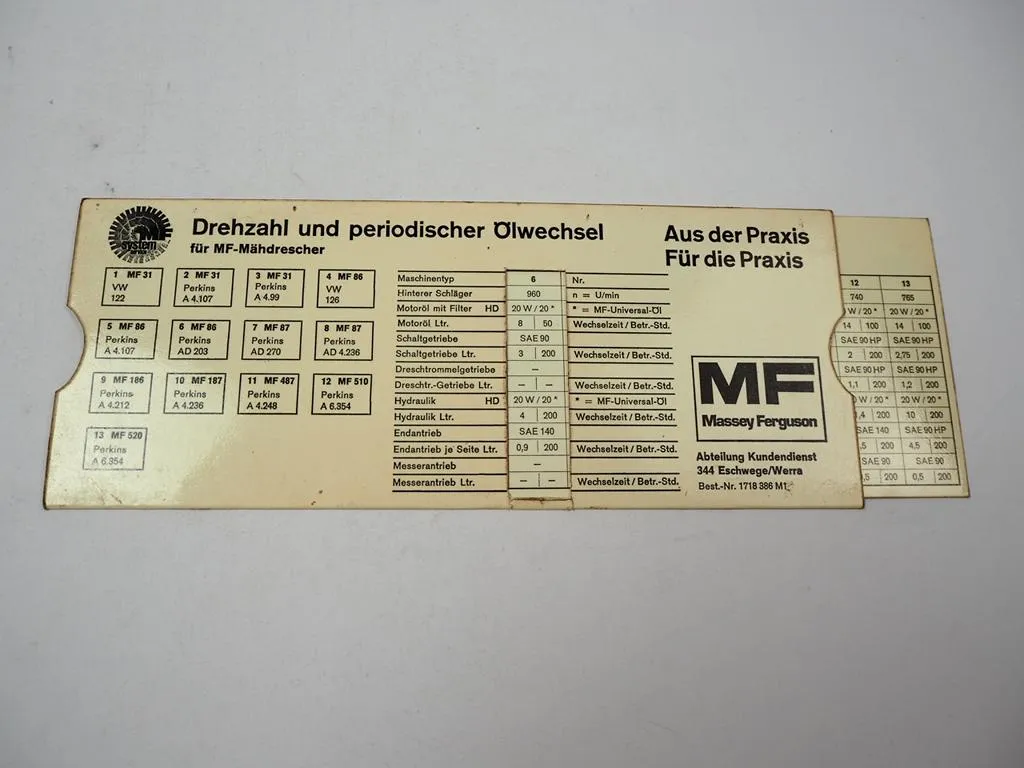 system
Drehzahl und periodischer Ölwechsel
für MF-Mähdrescher
Aus der Praxis
Für die Praxis
1 MF 31
VW
122
2 MF 31
Perkins
A 4.107
3 MF 31
Perkins
A 4.99
4 MF 86
VW
126
5 MF 86
Perkins
A 4.107
6 MF 86
Perkins
AD 203
7 MF 87
Perkins
AD 270
8 MF 87
Perkins
AD 4.236
9 MF 186
Perkins
A 4.212
10 MF 187
Perkins
A 4.236
11 MF 487
Perkins
A 4.248
12 MF 510
Perkins
A 6.354
13 MF 520
Perkins
A 6.354
Maschinentyp 6 Nr.
Hinterer Schläger 960 n = U/min
Motoröl mit Filter HD 20 W / 20 * * = MF-Universal-Öl
Motoröl Ltr. 8 50 Wechselzeit / Betr.-Std.
Schaltgetriebe SAE 90
Schaltgetriebe Ltr. 3 200 Wechselzeit / Betr.-Std.
Dreschtrommelgetriebe –
Dreschtr.-Getriebe Ltr. – – Wechselzeit / Betr.-Std.
Hydraulik HD 20 W / 20 * * = MF-Universal-Öl
Hydraulik Ltr. 4 200 Wechselzeit / Betr.-Std.
Endantrieb SAE 140
Endantrieb je Seite Ltr. 0,9 200 Wechselzeit / Betr.-Std.
Messerantrieb –
Messerantrieb Ltr. – – Wechselzeit / Betr.-Std.
MF
Massey Ferguson
Abteilung Kundendienst
344 Eschwege/Werra
Best.-Nr. 1718 386 M1
12 13
740 765
W / 20 * 20 W / 20 *
14 100 14 100
SAE 90 HP SAE 90 HP
2 200 2,75 200
SAE 90 HP SAE 90 HP
1,1 200 1,2 200
W / 20 * 20 W / 20 *
,4 200 10 200
SAE 140 SAE 90 HP
,5 200 4,5 200
SAE 90 SAE 90
,5 200 0,5 200